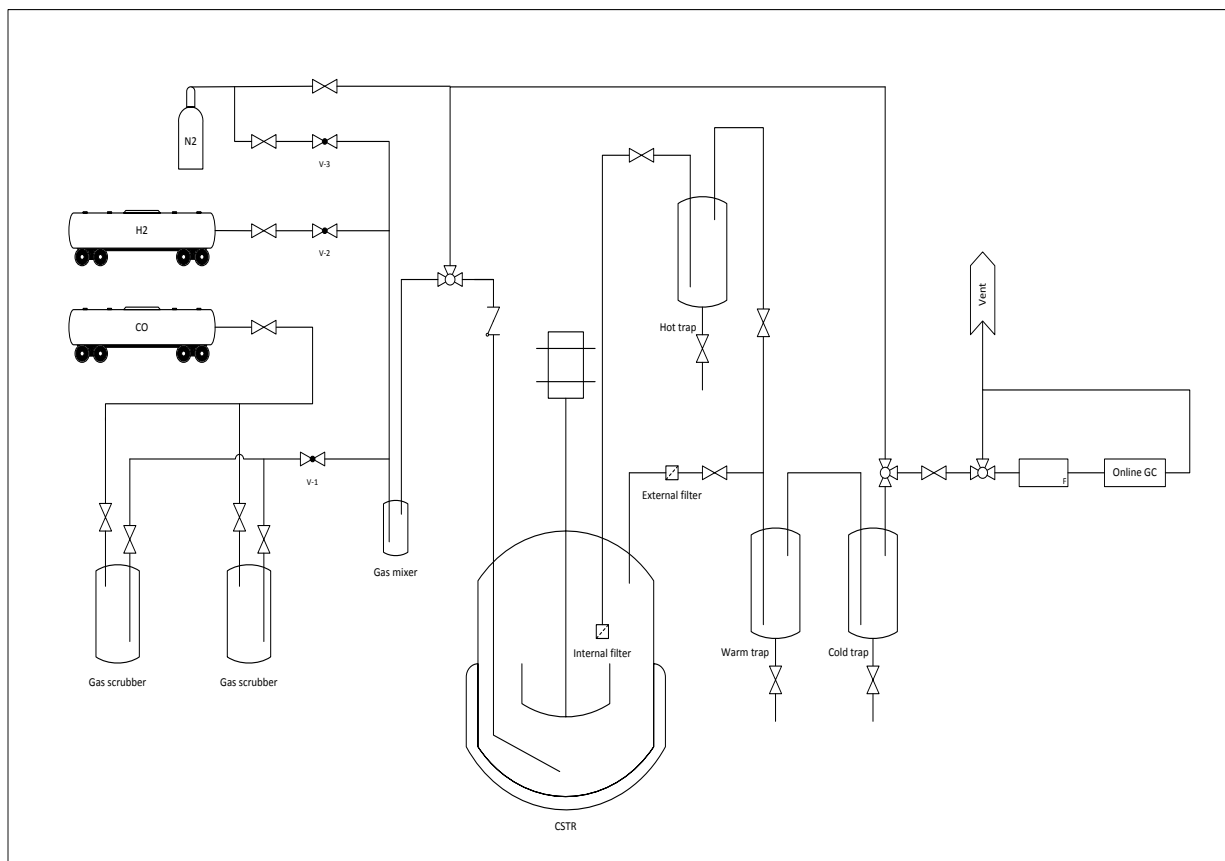 N2
V-3
H2
V-2
Vent
CO
Hot trap
V-1
Online GC
F
External filter
Gas mixer
Internal filter
Warm trap
Cold trap
Gas scrubber
Gas scrubber
CSTR